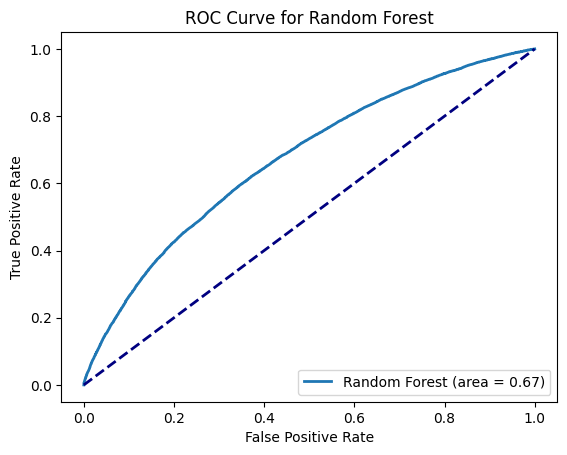 ROC Curve for Random Forest
True Positive Rate
1.0
0.8
0.6
0.4
0.2
0.0
Random Forest (area = 0.67)
0.0 0.2 0.4 0.6 0.8 1.0
False Positive Rate